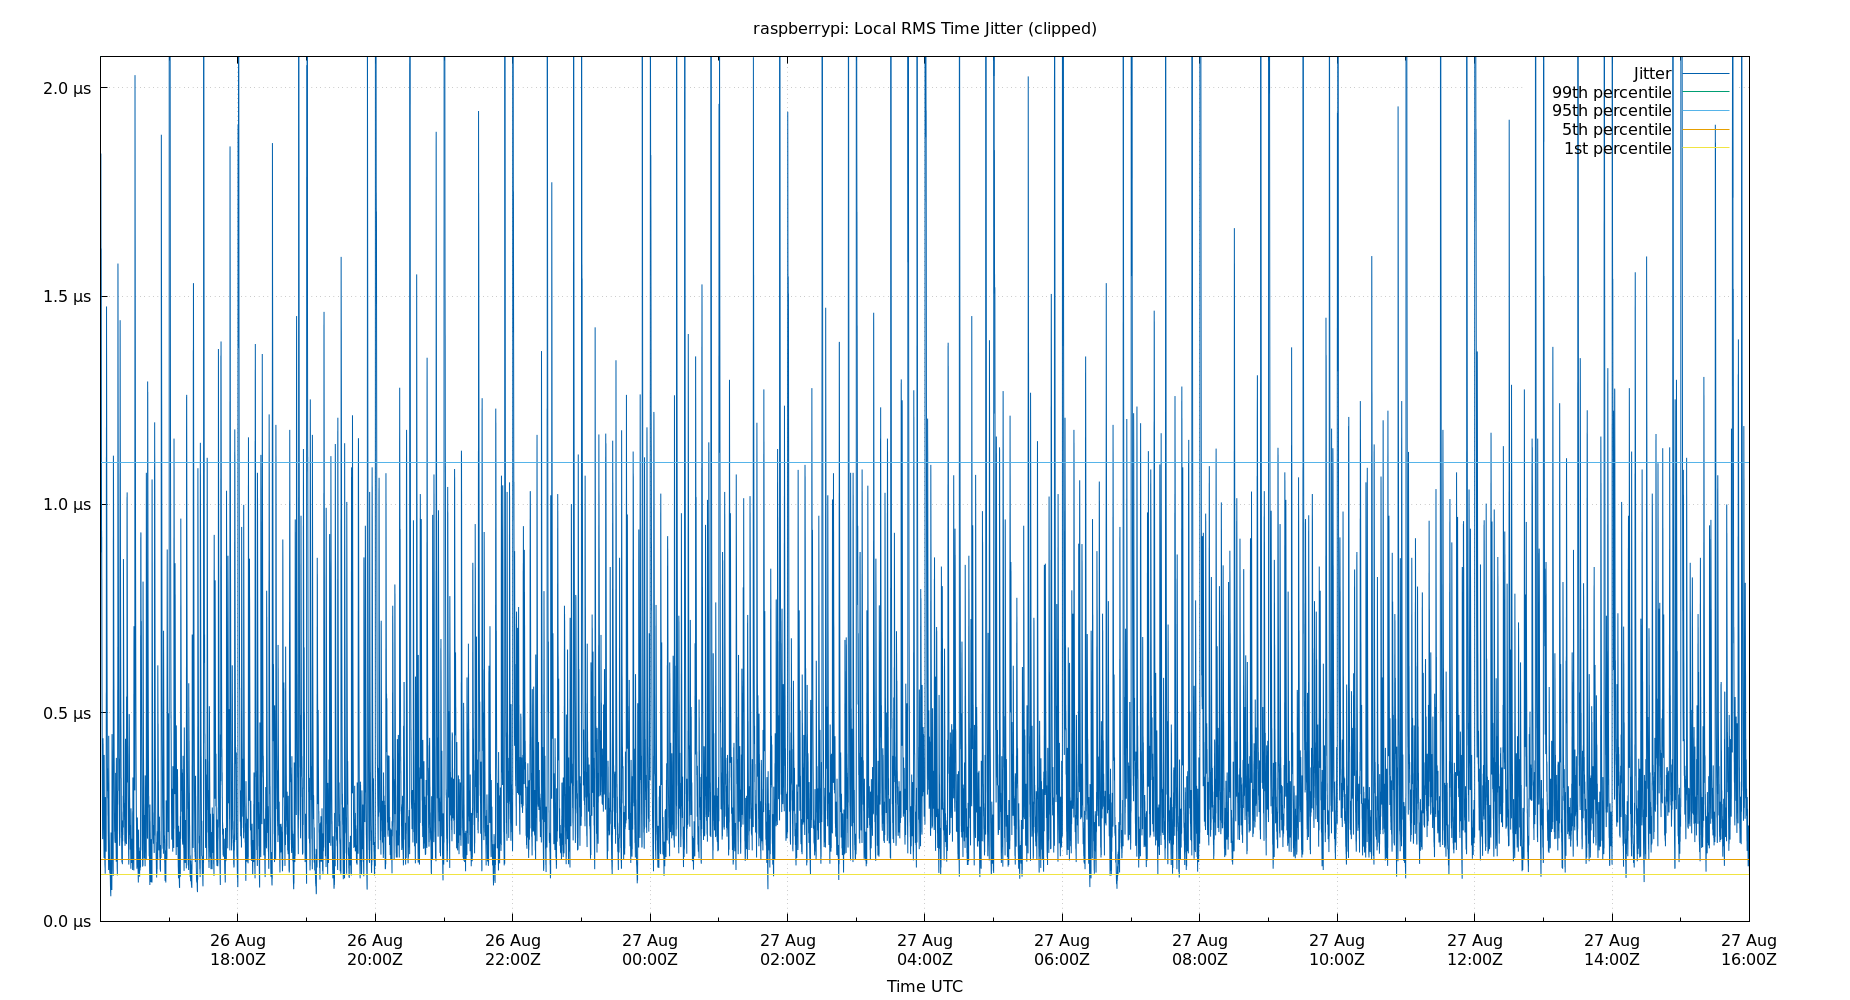 raspberrypi: Local RMS Time Jitter (clipped)
2.0 µs
1.5 µs
1.0 µs
0.5 µs
0.0 µs
Jitter
99th percentile
95th percentile
5th percentile
1st percentile
26 Aug 26 Aug 26 Aug 27 Aug 27 Aug 27 Aug 27 Aug 27 Aug 27 Aug 27 Aug 27 Aug 27 Aug
18:00Z 20:00Z 22:00Z 00:00Z 02:00Z 04:00Z 06:00Z 08:00Z 10:00Z 12:00Z 14:00Z 16:00Z
Time UTC